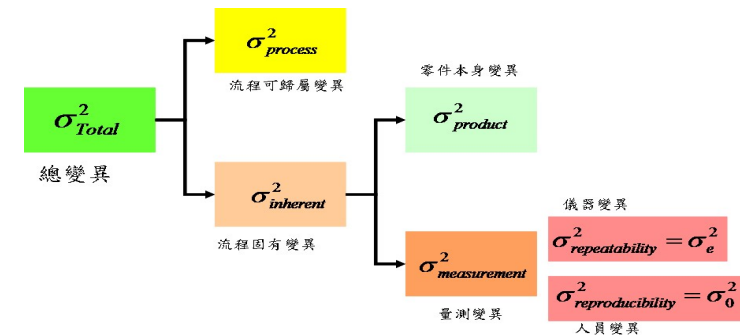 σ²process
流程可歸屬變異
零件本身變異
σ²Total
總變異
σ²product
σ²inherent
流程固有變異
儀器變異
σ²repeatability = σ²e
σ²measurement
量測變異
σ²reproducibility = σ²0
人員變異